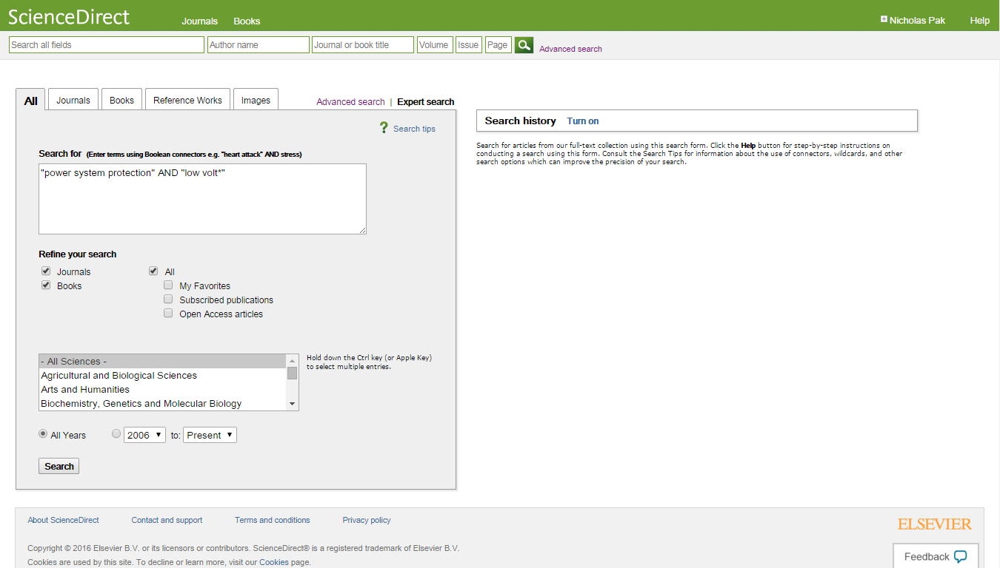 ScienceDirect Journals Books Nicholas Pak Help
Search all fields Author name Journal or book title Volume Issue Page Advanced search
All Journals Books Reference Works Images Advanced search | Expert search
? Search tips
Search for (Enter terms using Boolean connectors e.g. "heart attack" AND stress)
"power system protection" AND "low volt*"
Refine your search
Journals All
Books My Favorites
Subscribed publications
Open Access articles
- All Sciences -
Agricultural and Biological Sciences
Arts and Humanities
Biochemistry, Genetics and Molecular Biology
Hold down the Ctrl key (or Apple Key)
to select multiple entries.
All Years 2006 to: Present
Search
Search history Turn on
Search for articles from our full-text collection using this search form. Click the Help button for step-by-step instructions on
conducting a search using this form. Consult the Search Tips for information about the use of connectors, wildcards, and other
search options which can improve the precision of your search.
About ScienceDirect Contact and support Terms and conditions Privacy policy
ELSEVIER
Copyright © 2016 Elsevier B.V. or its licensors or contributors. ScienceDirect® is a registered trademark of Elsevier B.V.
Cookies are used by this site. To decline or learn more, visit our Cookies page.
Feedback